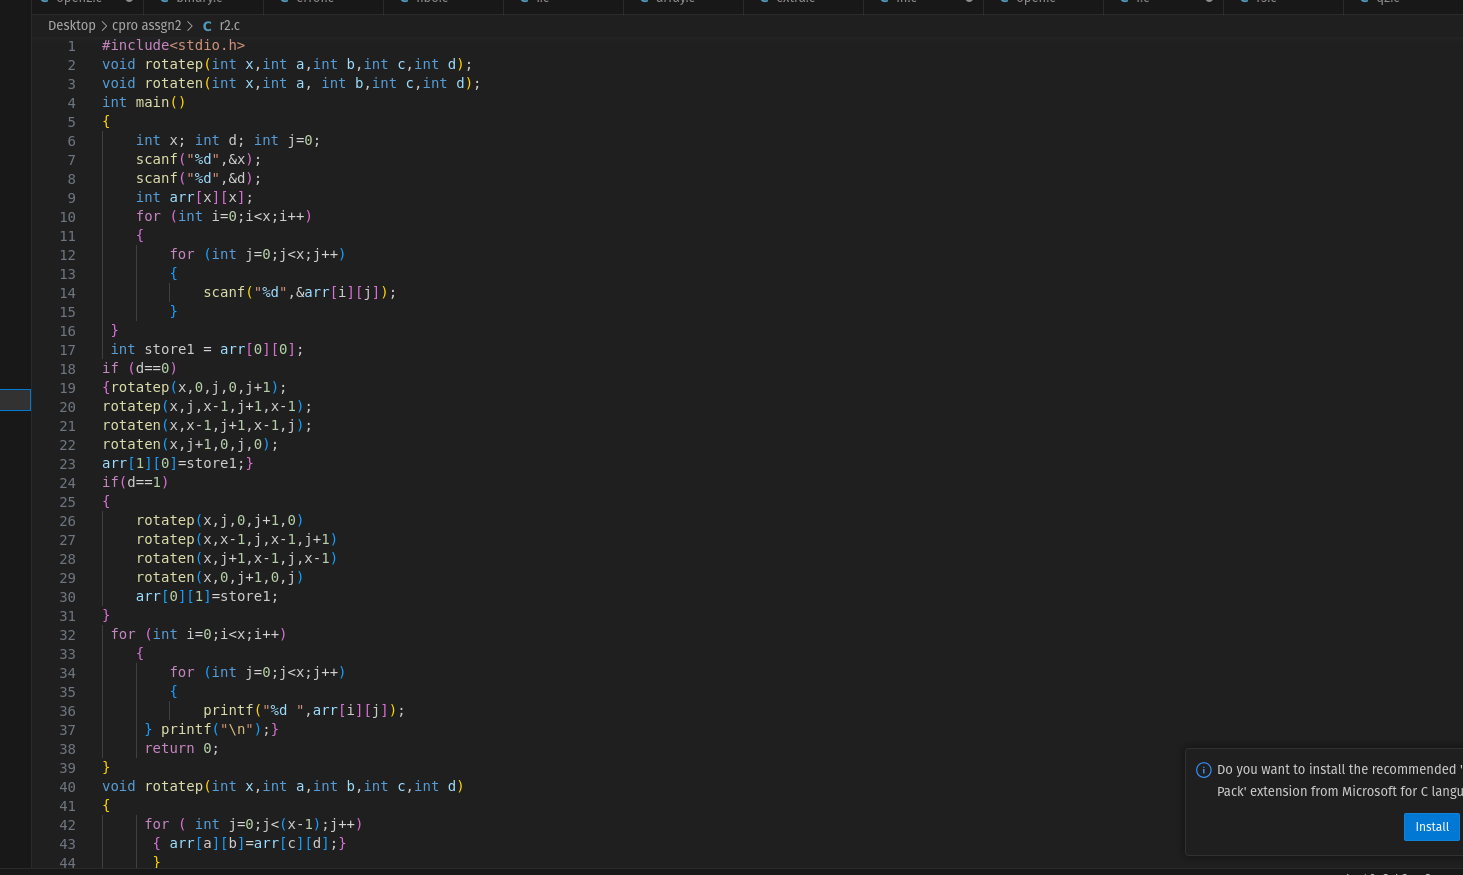 Desktop > cpro assgn2 > C r2.c
1 #include<stdio.h>
2 void rotatep(int x,int a,int b,int c,int d);
3 void rotaten(int x,int a, int b,int c,int d);
4 int main()
5 {
6 int x; int d; int j=0;
7 scanf("%d",&x);
8 scanf("%d",&d);
9 int arr[x][x];
10 for (int i=0;i<x;i++)
11 {
12 for (int j=0;j<x;j++)
13 {
14 scanf("%d",&arr[i][j]);
15 }
16 }
17 int store1 = arr[0][0];
18 if (d==0)
19 {rotatep(x,0,j,0,j+1);
20 rotatep(x,j,x-1,j+1,x-1);
21 rotaten(x,x-1,j+1,x-1,j);
22 rotaten(x,j+1,0,j,0);
23 arr[1][0]=store1;}
24 if(d==1)
25 {
26 rotatep(x,j,0,j+1,0)
27 rotatep(x,x-1,j,x-1,j+1)
28 rotaten(x,j+1,x-1,j,x-1)
29 rotaten(x,0,j+1,0,j)
30 arr[0][1]=store1;
31 }
32 for (int i=0;i<x;i++)
33 {
34 for (int j=0;j<x;j++)
35 {
36 printf("%d ",arr[i][j]);
37 } printf("\n");}
38 return 0;
39 }
40 void rotatep(int x,int a,int b,int c,int d)
41 {
42 for ( int j=0;j<(x-1);j++)
43 { arr[a][b]=arr[c][d];}
44 }
Do you want to install the recommended '
Pack' extension from Microsoft for C langu
Install